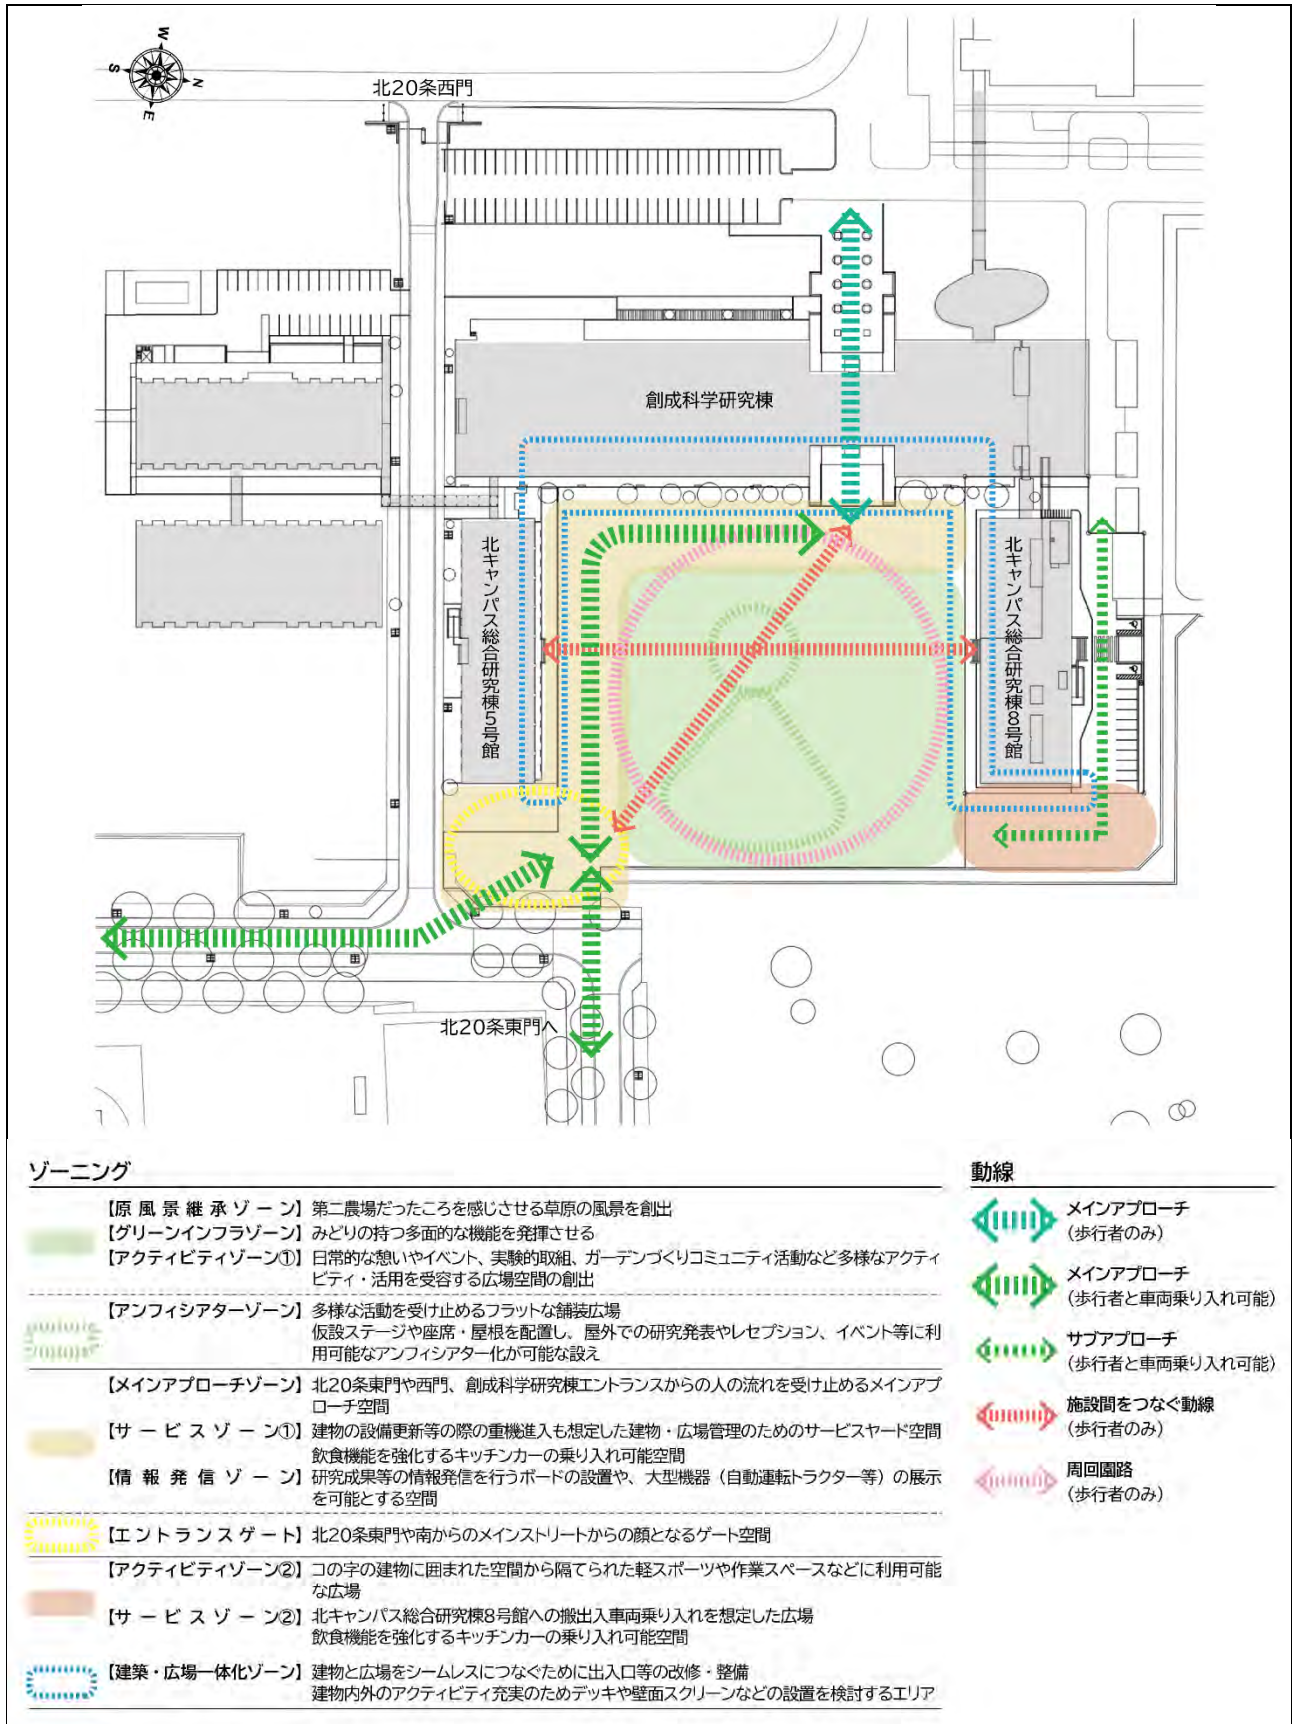 W
S
N
E
北20条西門
創成科学研究棟
北キャンパス総合研究棟5号館
北キャンパス総合研究棟8号館
北20条東門へ
ゾーニング
【原風景継承ゾーン】第二農場だったころを感じさせる草原の風景を創出
【グリーンインフラゾーン】みどりの持つ多面的な機能を発揮させる
【アクティビティゾーン①】日常的な憩いやイベント、実験的取組、ガーデンづくりコミュニティ活動など多様なアクティ
ビティ・活用を受容する広場空間の創出
【アンフィシアターゾーン】多様な活動を受け止めるフラットな舗装広場
仮設ステージや座席・屋根を配置し、屋外での研究発表やレセプション、イベント等に利
用可能なアンフィシアター化が可能な設え
【メインアプローチゾーン】北20条東門や西門、創成科学研究棟エントランスからの人の流れを受け止めるメインアプ
ローチ空間
【サービスゾーン①】建物の設備更新等の際の重機進入も想定した建物・広場管理のためのサービスヤード空間
飲食機能を強化するキッチンカーの乗り入れ可能空間
【情報発信ゾーン】研究成果等の情報発信を行うボードの設置や、大型機器（自動運転トラクター等）の展示
を可能とする空間
【エントランスゲート】北20条東門や南からのメインストリートからの顔となるゲート空間
【アクティビティゾーン②】コの字の建物に囲まれた空間から隔てられた軽スポーツや作業スペースなどに利用可能
な広場
【サービスゾーン②】北キャンパス総合研究棟8号館への搬出入車両乗り入れを想定した広場
飲食機能を強化するキッチンカーの乗り入れ可能空間
【建築・広場一体化ゾーン】建物と広場をシームレスにつなぐために出入口等の改修・整備
建物内外のアクティビティ充実のためデッキや壁面スクリーンなどの設置を検討するエリア
動線
メインアプローチ
（歩行者のみ）
メインアプローチ
（歩行者と車両乗り入れ可能）
サブアプローチ
（歩行者と車両乗り入れ可能）
施設間をつなぐ動線
（歩行者のみ）
周回園路
（歩行者のみ）